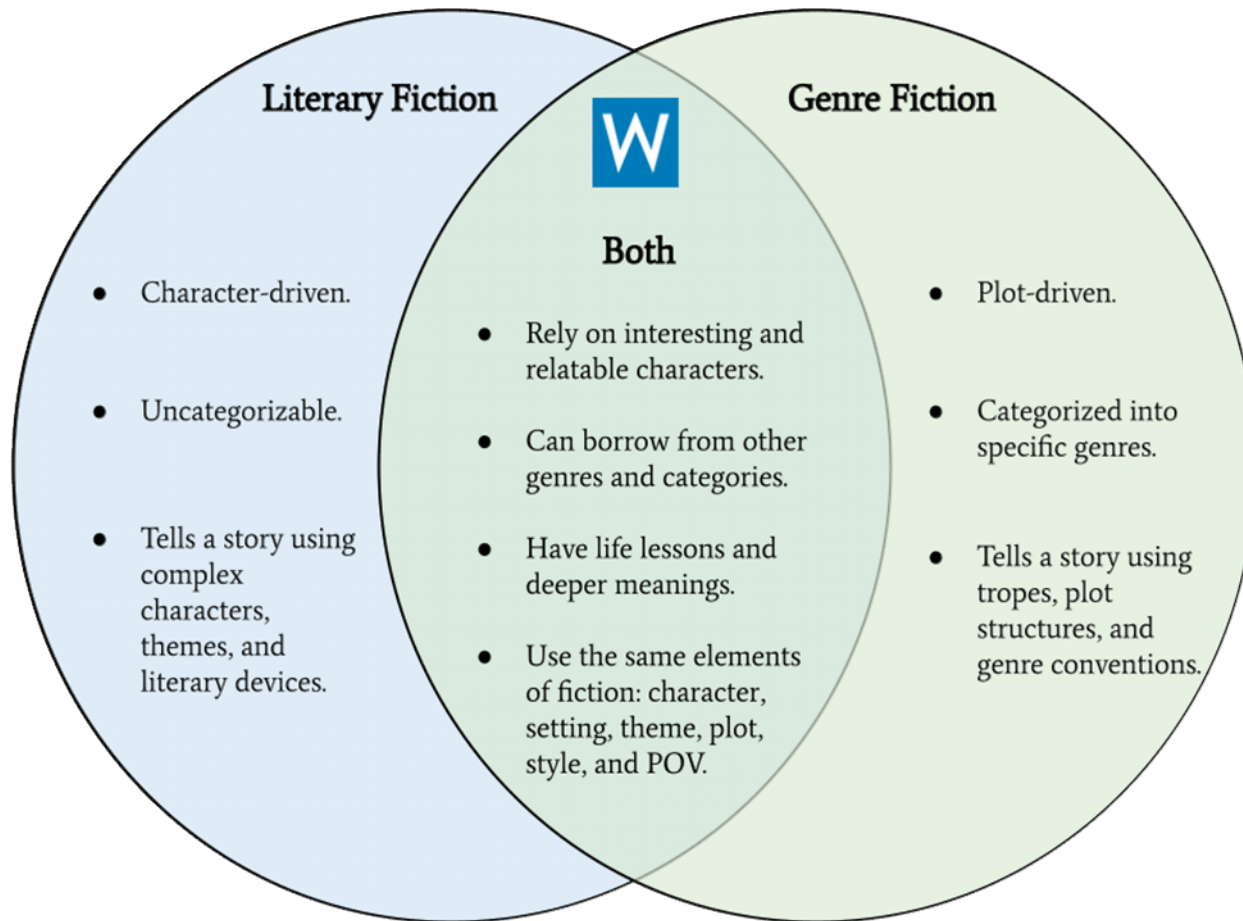 Literary Fiction
Genre Fiction
W
Both
● Character-driven.
● Uncategorizable.
● Tells a story using
complex
characters,
themes, and
literary devices.
● Rely on interesting and
relatable characters.
● Can borrow from other
genres and categories.
● Have life lessons and
deeper meanings.
● Use the same elements
of fiction: character,
setting, theme, plot,
style, and POV.
● Plot-driven.
● Categorized into
specific genres.
● Tells a story using
tropes, plot
structures, and
genre conventions.